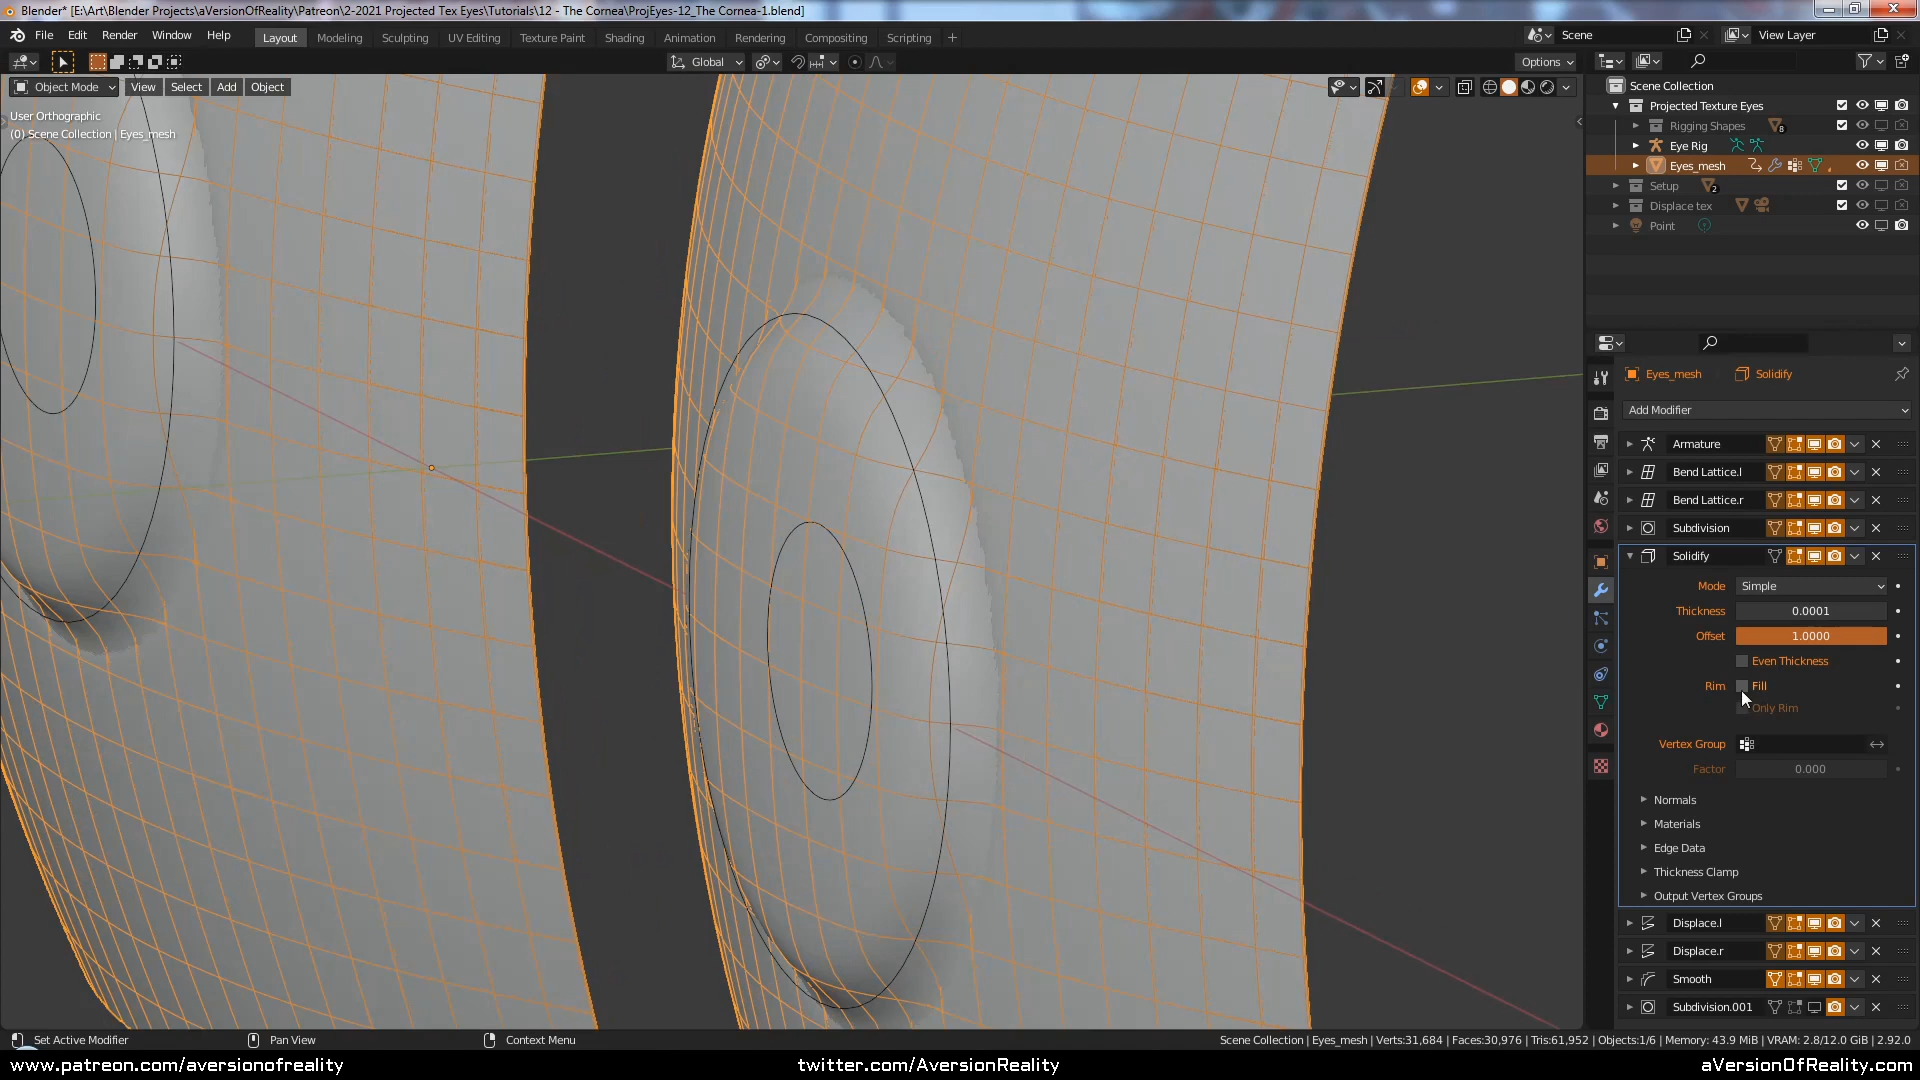 Blender* [E:\Art\Blender Projects\aVersionOfReality\Patreon\2-2021 Projected Tex Eyes\Tutorials\12 - The Cornea\ProjEyes-12_The Cornea-1.blend]
File Edit Render Window Help Layout Modeling Sculpting UV Editing Texture Paint Shading Animation Rendering Compositing Scripting + Scene View Layer
Global Options
Object Mode View Select Add Object
User Orthographic
(0) Scene Collection | Eyes_mesh
Scene Collection
Projected Texture Eyes
Rigging Shapes 8
Eye Rig
Eyes_mesh
Setup 2
Displace tex
Point
Eyes_mesh Solidify
Add Modifier
Armature
Bend Lattice.l
Bend Lattice.r
Subdivision
Solidify
Mode Simple
Thickness 0.0001
Offset 1.0000
Even Thickness
Rim Fill
Only Rim
Vertex Group
Factor 0.000
Normals
Materials
Edge Data
Thickness Clamp
Output Vertex Groups
Displace.l
Displace.r
Smooth
Subdivision.001
Set Active Modifier Pan View Context Menu Scene Collection | Eyes_mesh | Verts:31,684 | Faces:30,976 | Tris:61,952 | Objects:1/6 | Memory: 43.9 MiB | VRAM: 2.8/12.0 GiB | 2.92.0
www.patreon.com/aversionofreality twitter.com/AversionReality aVersionOfReality.com